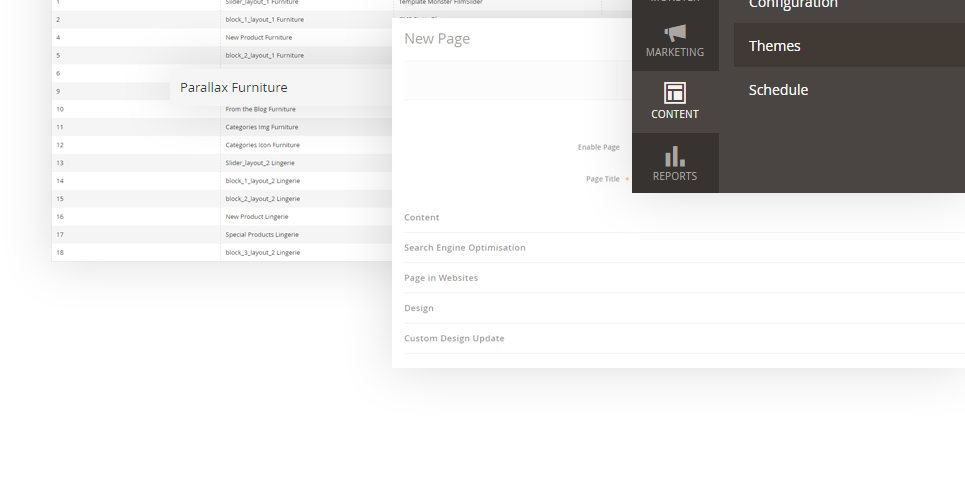 1 Slider_layout_1 Furniture Template Monster FilmSlider
2 block_1_layout_1 Furniture
4 New Product Furniture
5 block_2_layout_1 Furniture
6
Parallax Furniture
9
10 From the Blog Furniture
11 Categories Img Furniture
12 Categories Icon Furniture
13 Slider_layout_2 Lingerie
14 block_1_layout_2 Lingerie
15 block_2_layout_2 Lingerie
16 New Product Lingerie
17 Special Products Lingerie
18 block_3_layout_2 Lingerie
New Page
Enable Page
Page Title *
Content
Search Engine Optimisation
Page in Websites
Design
Custom Design Update
MARKETING
CONTENT
REPORTS
Configuration
Themes
Schedule